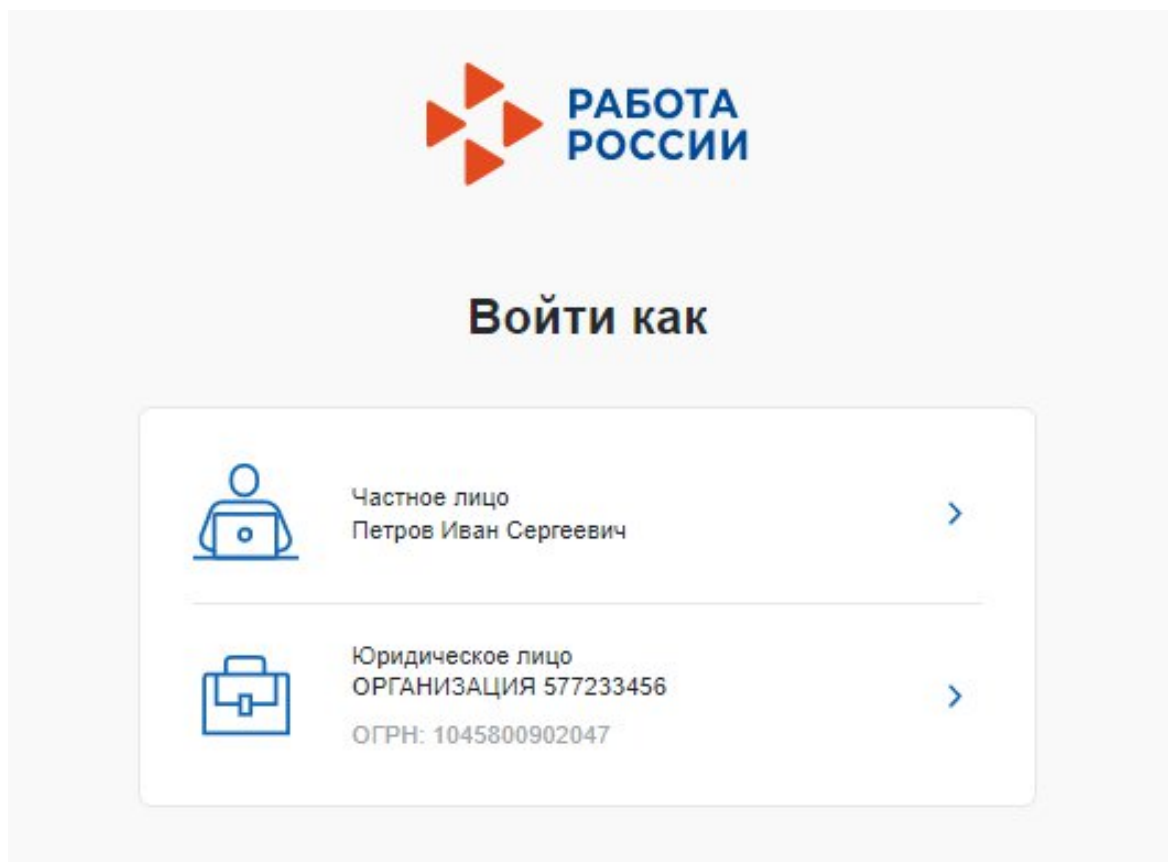 РАБОТА
РОССИИ
Войти как
Частное лицо
Петров Иван Сергеевич
Юридическое лицо
ОРГАНИЗАЦИЯ 577233456
ОГРН: 1045800902047